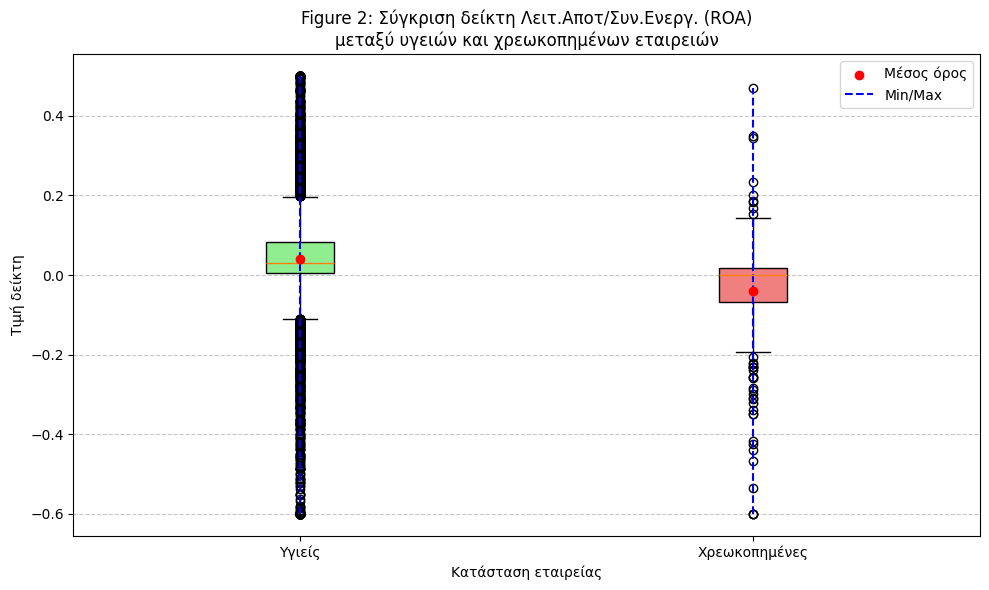 Figure 2: Σύγκριση δείκτη Λειτ.Αποτ/Συν.Ενεργ. (ROA)
μεταξύ υγειών και χρεωκοπημένων εταιρειών
Μέσος όρος
Min/Max
Τιμή δείκτη
0.4
0.2
0.0
−0.2
−0.4
−0.6
Υγιείς
Χρεωκοπημένες
Κατάσταση εταιρείας